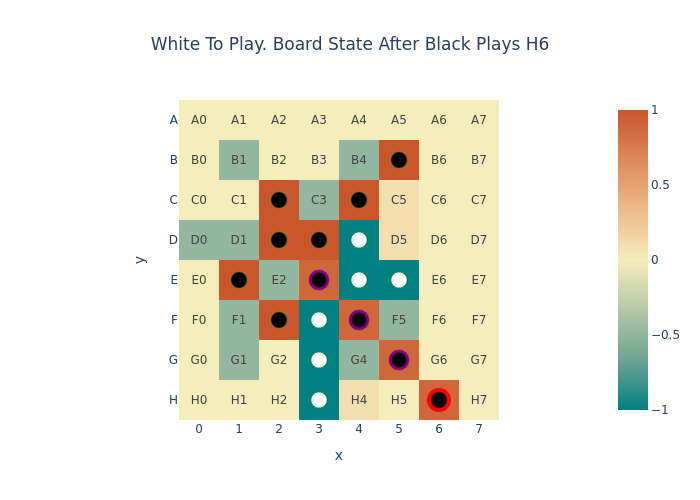 White To Play. Board State After Black Plays H6
A A0 A1 A2 A3 A4 A5 A6 A7
B B0 B1 B2 B3 B4 B6 B7
C C0 C1 C3 C5 C6 C7
D D0 D1 D5 D6 D7
E E0 E2 E6 E7
F F0 F1 F5 F6 F7
G G0 G1 G2 G4 G6 G7
H H0 H1 H2 H4 H5 H7
0 1 2 3 4 5 6 7
x
y
1
0.5
0
−0.5
−1